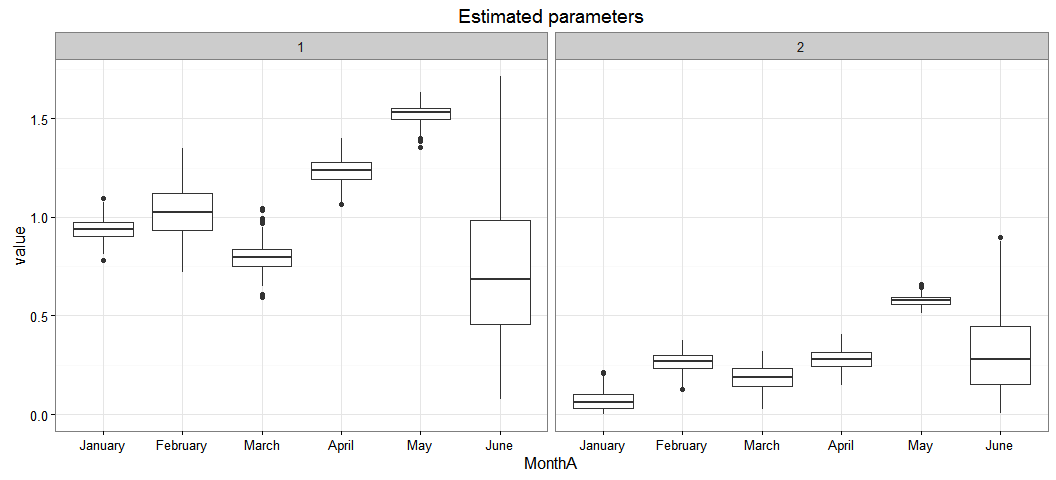 Estimated parameters
1 2
value
1.5
1.0
0.5
0.0
January February March April May June January February March April May June
MonthA